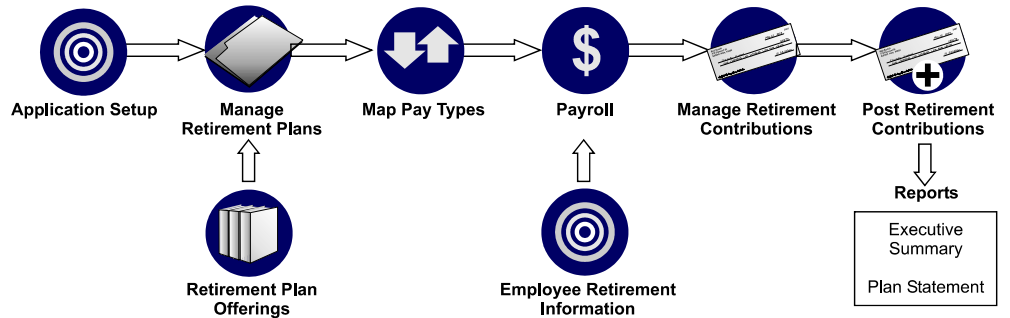 $
Application Setup
Manage
Retirement Plans
Map Pay Types
Payroll
Manage Retirement
Contributions
Post Retirement
Contributions
Retirement Plan
Offerings
Employee Retirement
Information
Reports
Executive
Summary
Plan Statement